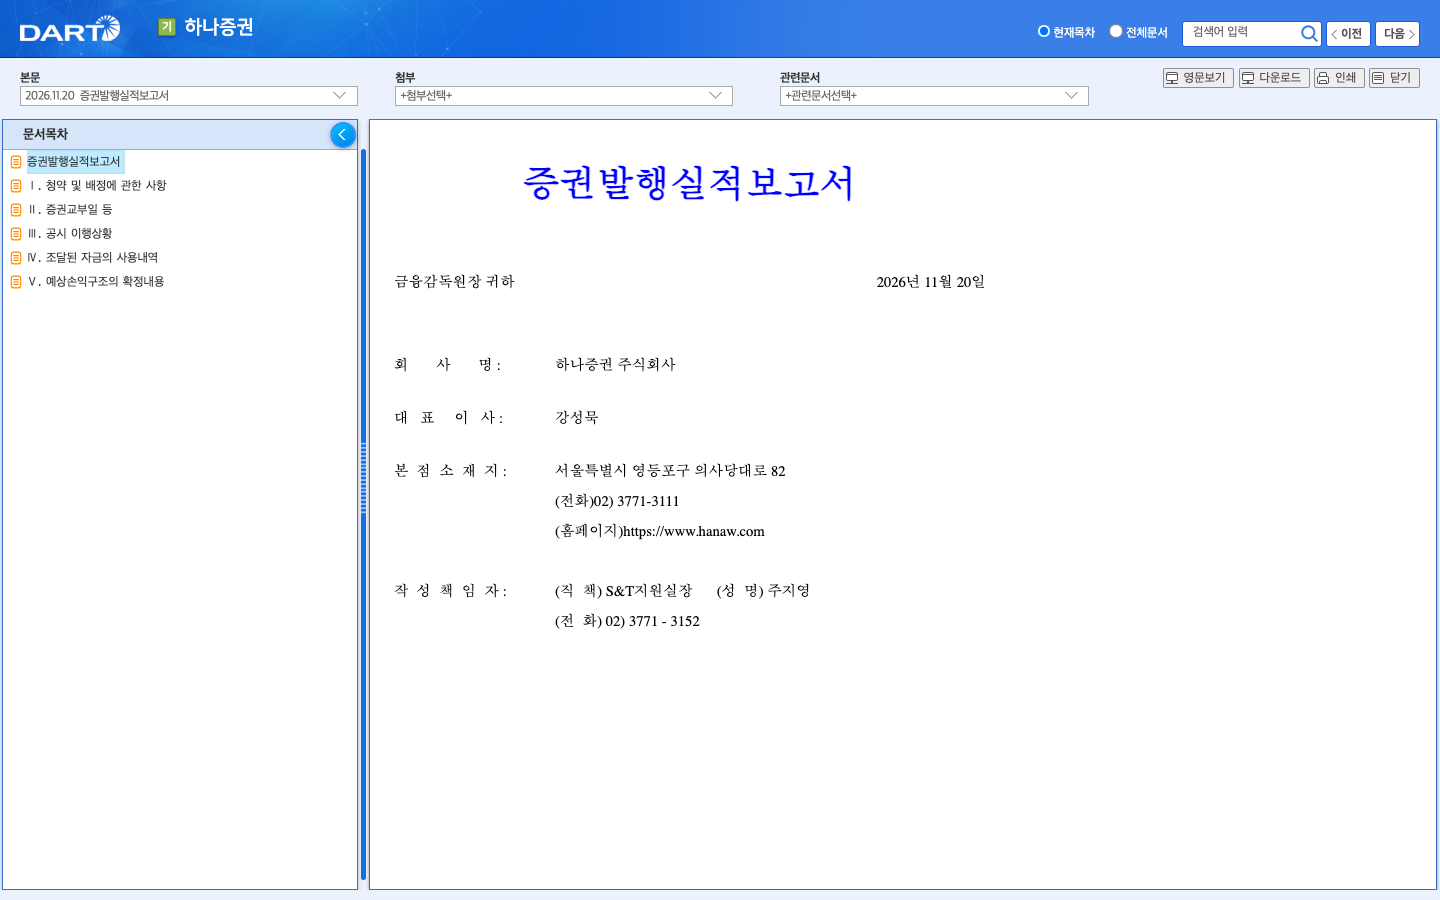 DART 기 하나증권 현재목차 전체문서 검색어 입력 이전 다음
본문 첨부 관련문서
2026.11.20 증권발행실적보고서 +첨부선택+ +관련문서선택+ 영문보기 다운로드 인쇄 닫기
문서목차
증권발행실적보고서
Ⅰ. 청약 및 배정에 관한 사항
Ⅱ. 증권교부일 등
Ⅲ. 공시 이행상황
Ⅳ. 조달된 자금의 사용내역
Ⅴ. 예상손익구조의 확정내용
증권발행실적보고서
금융감독원장 귀하 2026년 11월 20일
회 사 명 : 하나증권 주식회사
대 표 이 사 : 강성묵
본 점 소 재 지 : 서울특별시 영등포구 의사당대로 82
(전화)02) 3771-3111
(홈페이지)https://www.hanaw.com
작 성 책 임 자 : (직 책) S&T지원실장 (성 명) 주지영
(전 화) 02) 3771 - 3152